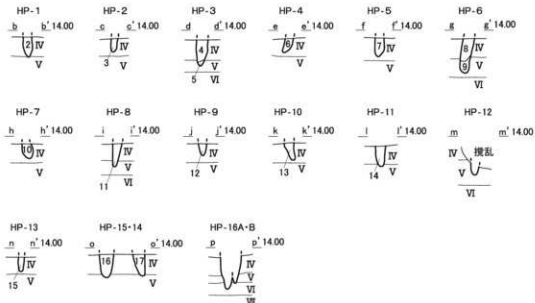 HP-1 HP-2 HP-3 HP-4 HP-5 HP-6
b b' 14.00 c c' 14.00 d d' 14.00 e e' 14.00 f f' 14.00 g g' 14.00
2 IV IV 4 IV 6 IV 7 IV 8 IV
V 3 V V V V 9 V
5 VI VI
HP-7 HP-8 HP-9 HP-10 HP-11 HP-12
h h' 14.00 i i' 14.00 j j' 14.00 k k' 14.00 l l' 14.00 m m' 14.00
10 IV IV IV IV IV IV 撹乱
V 11 V 12 V 13 V 14 V V
VI VI
HP-13 HP-15・14 HP-16A・B
n n' 14.00 o o' 14.00 p p' 14.00
IV 16 17 IV IV
15 V V V
VI
VII